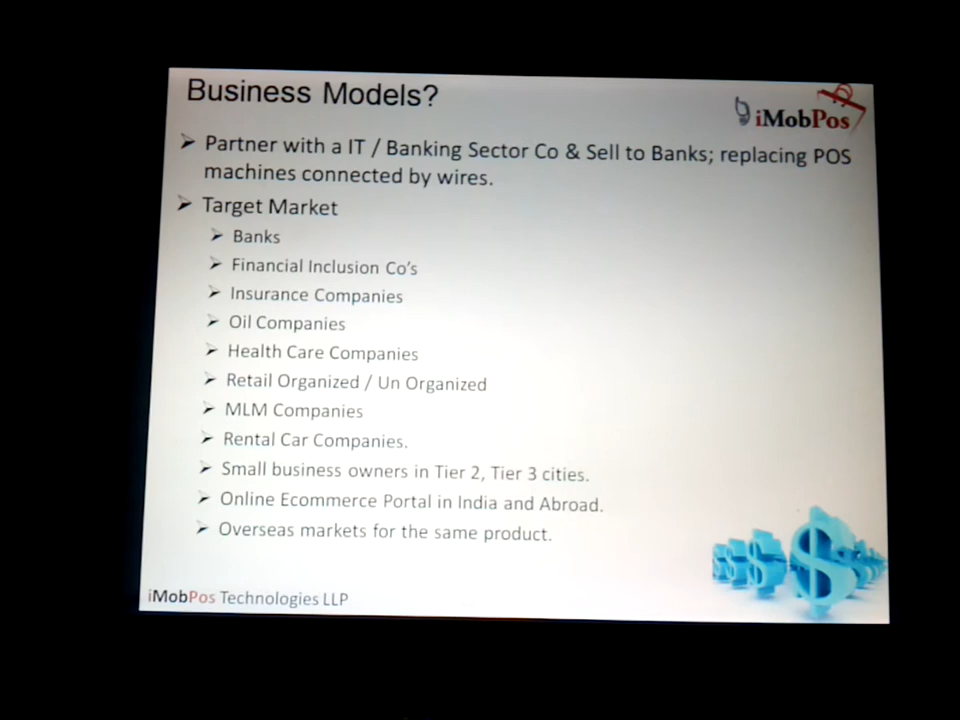 Business Models?
iMobPos
➢ Partner with a IT / Banking Sector Co & Sell to Banks; replacing POS
machines connected by wires.
➢ Target Market
➢ Banks
➢ Financial Inclusion Co's
➢ Insurance Companies
➢ Oil Companies
➢ Health Care Companies
➢ Retail Organized / Un Organized
➢ MLM Companies
➢ Rental Car Companies.
➢ Small business owners in Tier 2, Tier 3 cities.
➢ Online Ecommerce Portal in India and Abroad.
➢ Overseas markets for the same product.
$ $ $
iMobPos Technologies LLP